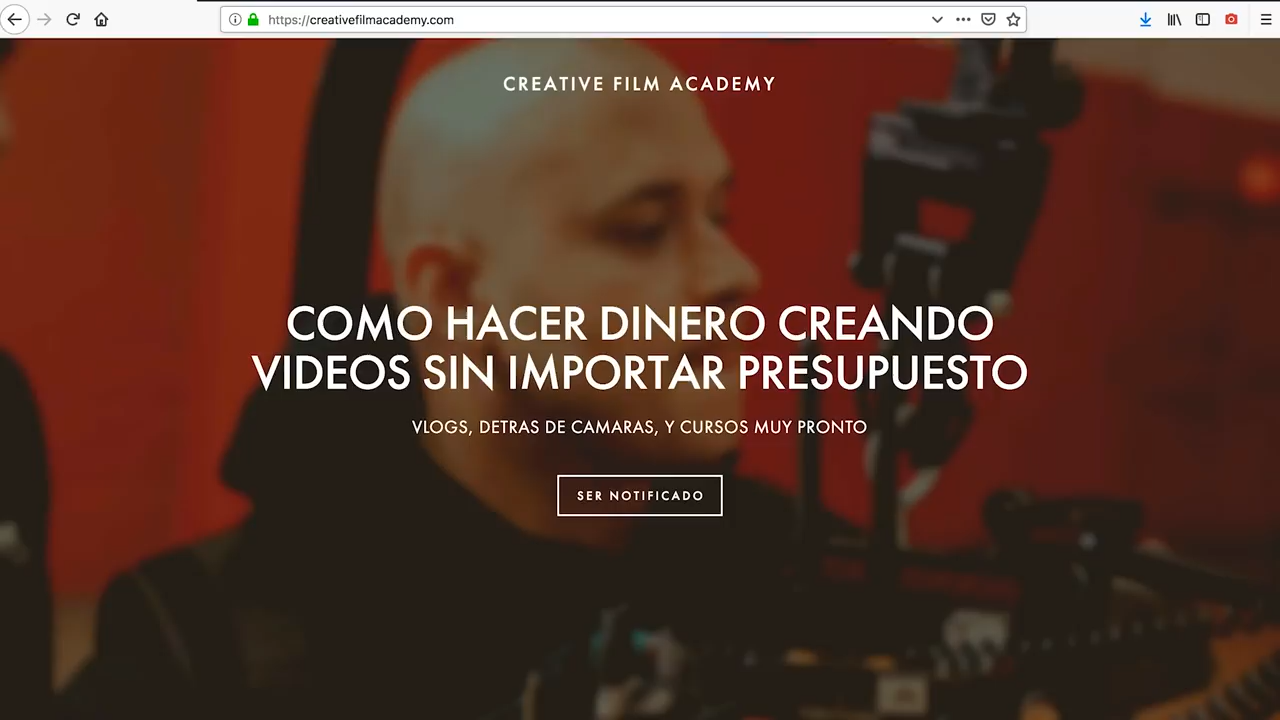 https://creativefilmacademy.com
CREATIVE FILM ACADEMY
COMO HACER DINERO CREANDO
VIDEOS SIN IMPORTAR PRESUPUESTO
VLOGS, DETRAS DE CAMARAS, Y CURSOS MUY PRONTO
SER NOTIFICADO